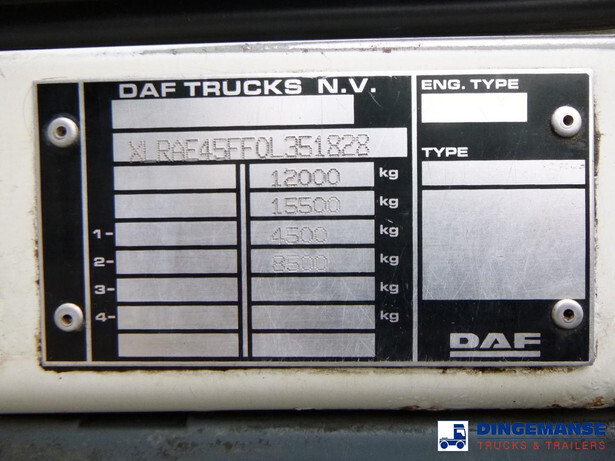 DAF TRUCKS N.V.
ENG. TYPE
XLRAE45FF0L351828
TYPE
12000 kg
15500 kg
1- 4500 kg
2- 8500 kg
3- kg
4- kg
DAF
DINGEMANSE
TRUCKS & TRAILERS